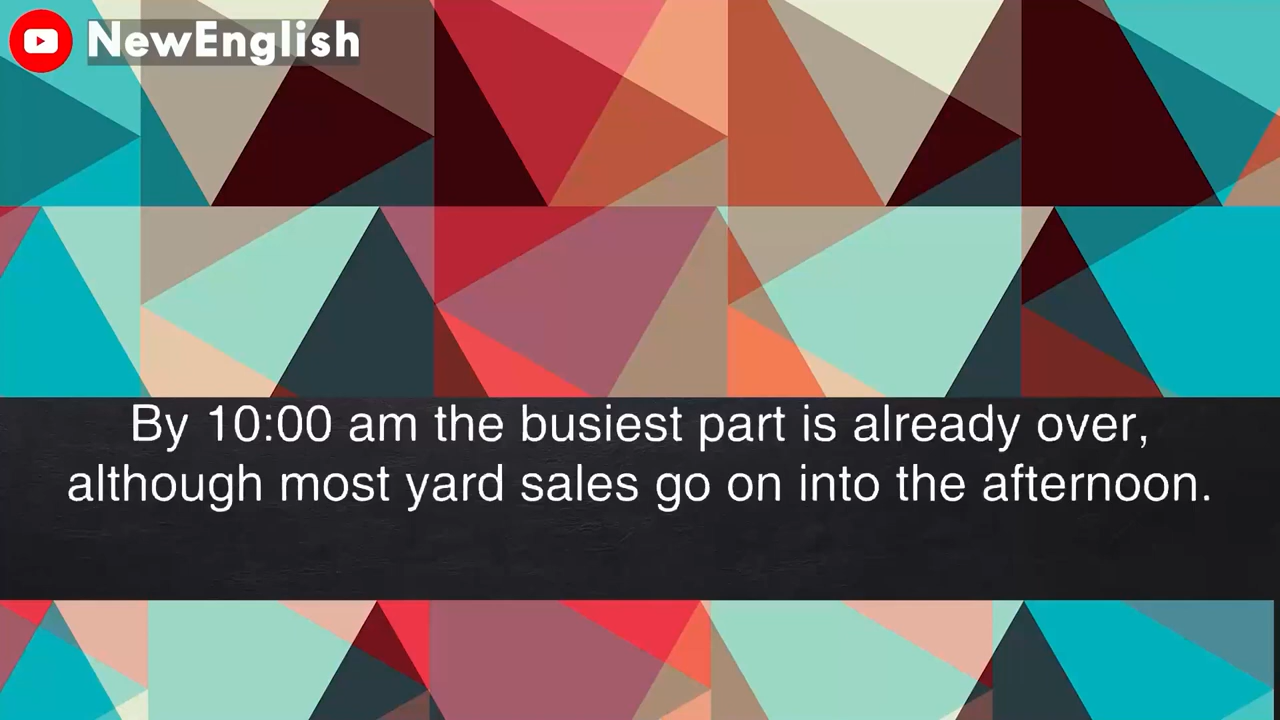 NewEnglish
By 10:00 am the busiest part is already over,
although most yard sales go on into the afternoon.